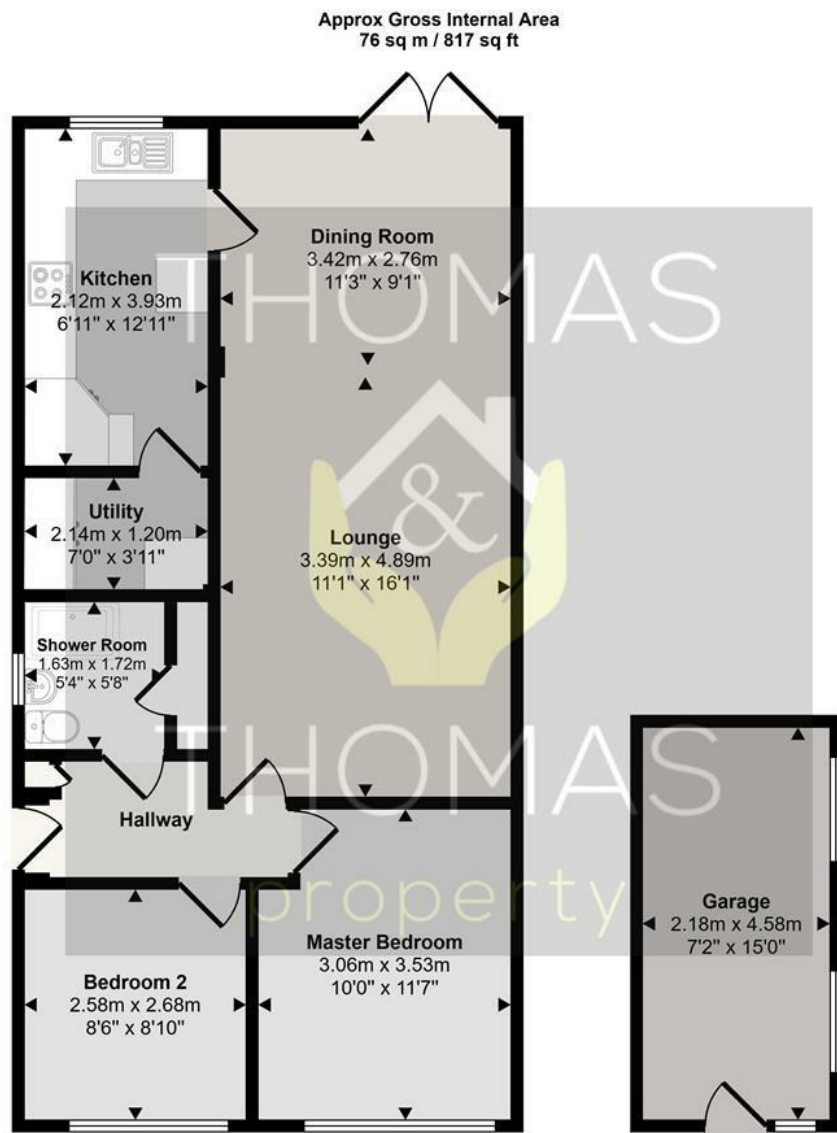 Approx Gross Internal Area
76 sq m / 817 sq ft
Kitchen
2.12m x 3.93m
6'11" x 12'11"
Dining Room
3.42m x 2.76m
11'3" x 9'1"
THOMAS
&
Utility
2.14m x 1.20m
7'0" x 3'11"
Lounge
3.39m x 4.89m
11'1" x 16'1"
Shower Room
1.63m x 1.72m
5'4" x 5'8"
THOMAS
Hallway
property
Garage
2.18m x 4.58m
7'2" x 15'0"
Master Bedroom
3.06m x 3.53m
10'0" x 11'7"
Bedroom 2
2.58m x 2.68m
8'6" x 8'10"